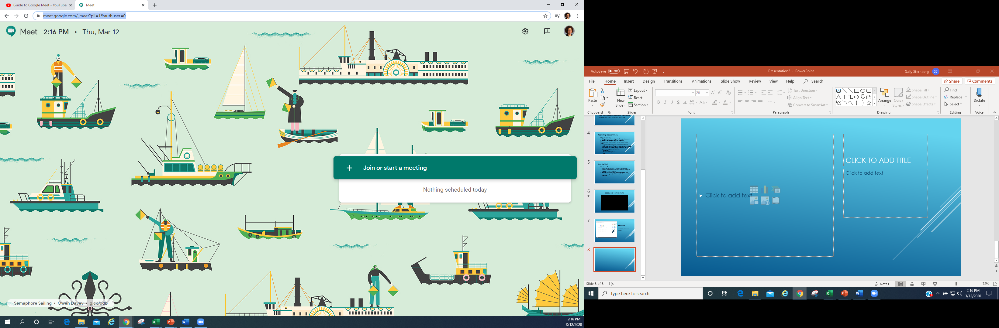 Guide to Google Meet - YouTube
Meet
meet.google.com/_meet?pli=1&authuser=0
Meet 2:16 PM • Thu, Mar 12
Join or start a meeting
Nothing scheduled today
Semaphore Sailing • Owen Davey • g.co/odb
2:16 PM
3/12/2020
AutoSave Off
Presentation2 - PowerPoint
Sally Sternberg SS
File Home Insert Design Transitions Animations Slide Show Review View Help Search
Share Comments
Paste
Clipboard
New
Slide
Layout
Reset
Section
Slides
28
B I U S ab AV Aa A
Font
Text Direction
Align Text
Convert to SmartArt
Paragraph
Arrange
Quick
Styles
Shape Fill
Shape Outline
Shape Effects
Drawing
Find
Replace
Select
Editing
Dictate
Voice
4
5
Google Meet
6
7
Google
8
CLICK TO ADD TITLE
Click to add text
Click to add text
Slide 8 of 8
Notes
72%
Type here to search
2:16 PM
3/12/2020